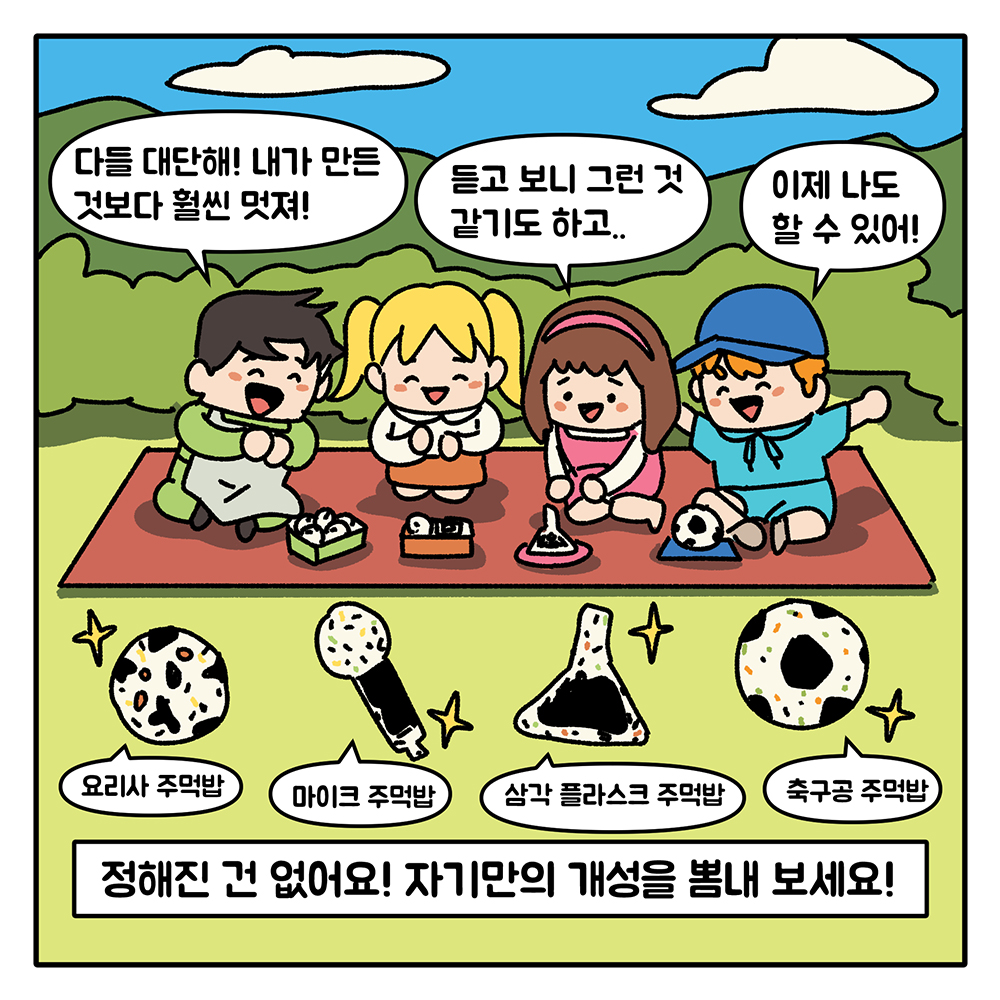 다들 대단해! 내가 만든
것보다 훨씬 멋져!
듣고 보니 그런 것
같기도 하고..
이제 나도
할 수 있어!
요리사 주먹밥
마이크 주먹밥
삼각 플라스크 주먹밥
축구공 주먹밥
정해진 건 없어요! 자기만의 개성을 뽐내 보세요!